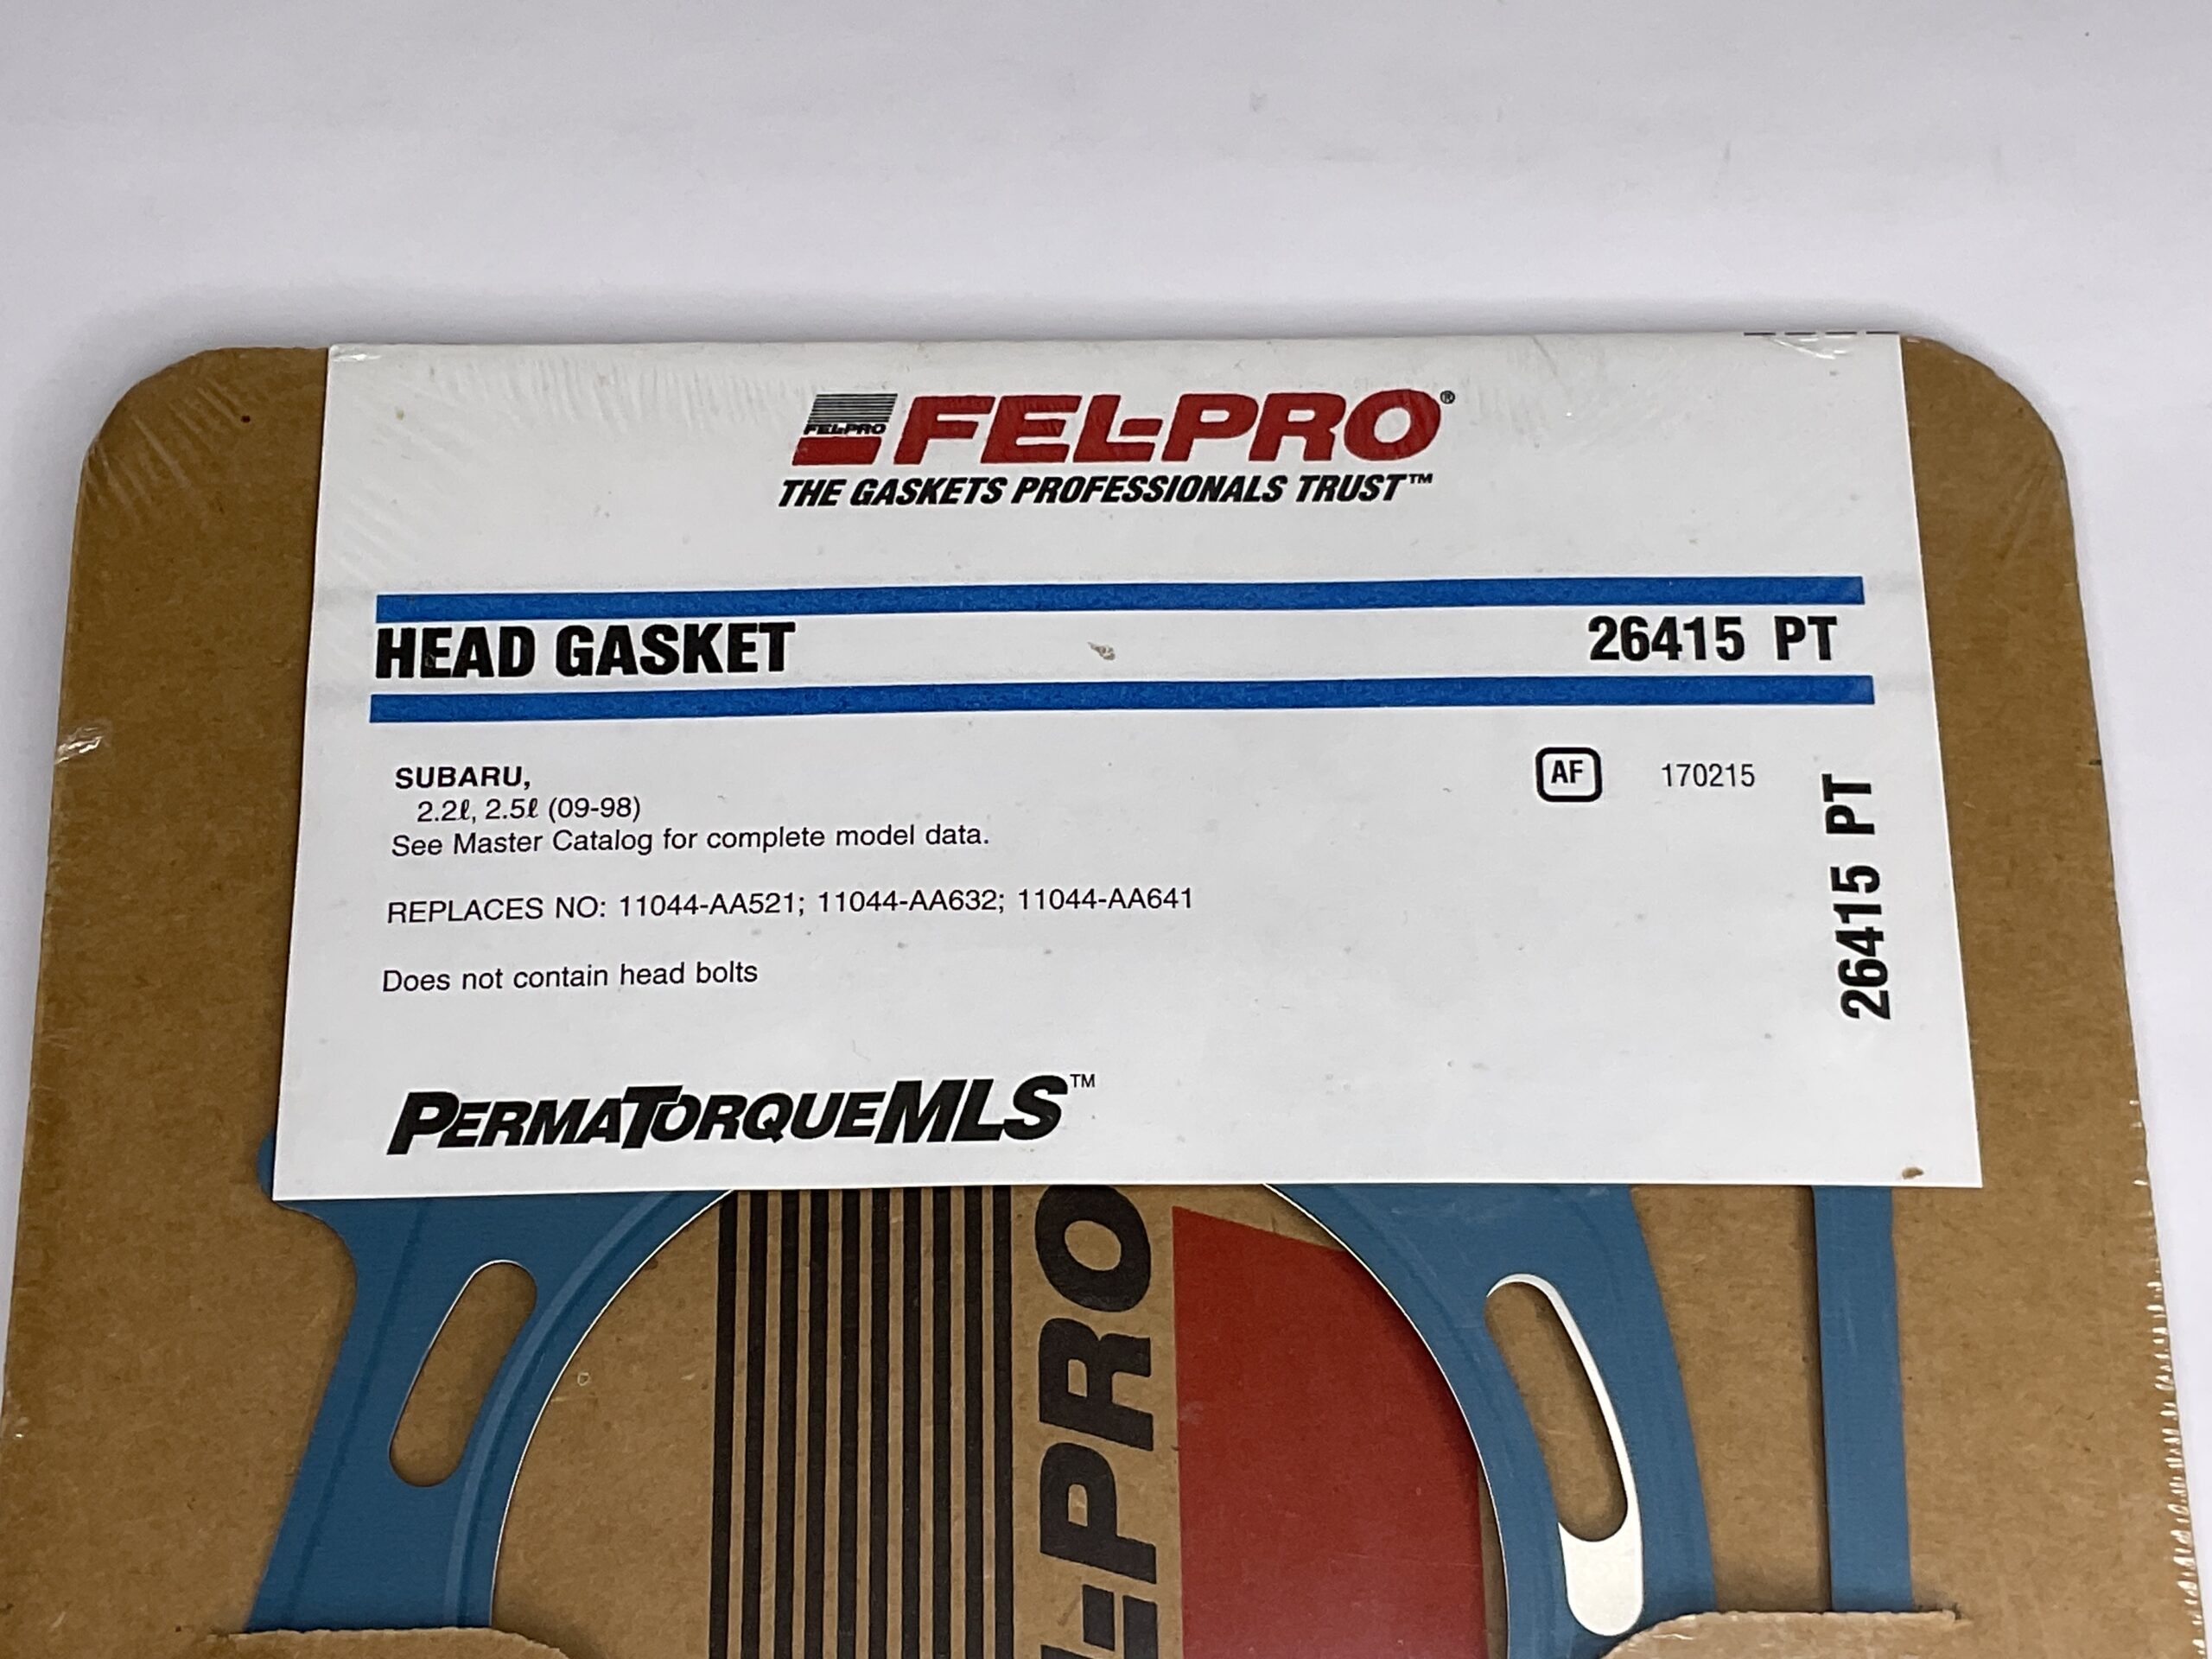 FEL-PRO
FEL-PRO®
THE GASKETS PROFESSIONALS TRUST™
HEAD GASKET 26415 PT
SUBARU, AF 170215
2.2ℓ, 2.5ℓ (09-98)
See Master Catalog for complete model data.
REPLACES NO: 11044-AA521; 11044-AA632; 11044-AA641
Does not contain head bolts
26415 PT
PERMATORQUEMLS™
L-PRO